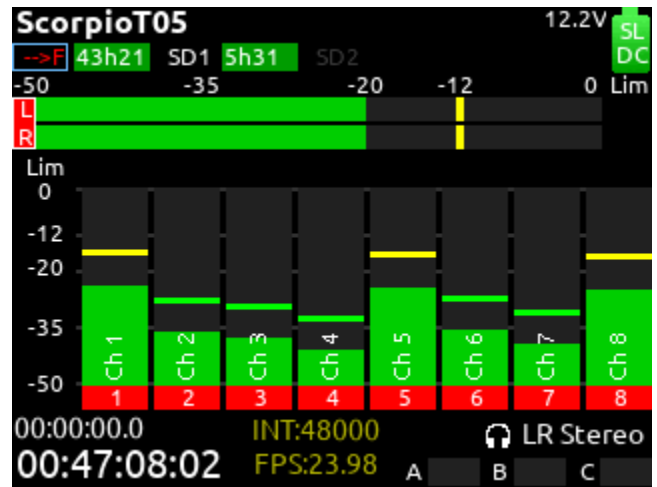 ScorpioT05 12.2V SL
-->F 43h21 SD1 5h31 SD2 DC
-50 -35 -20 -12 0 Lim
L
R
Lim
0
-12
-20
-35
-50
Ch 1 Ch 2 Ch 3 Ch 4 Ch 5 Ch 6 Ch 7 Ch 8
1 2 3 4 5 6 7 8
00:00:00.0 INT:48000 LR Stereo
00:47:08:02 FPS:23.98 A B C